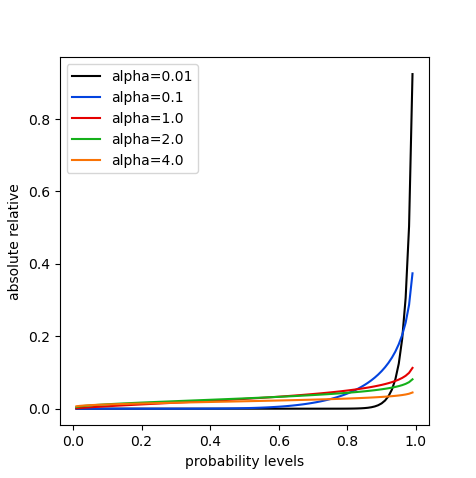 alpha=0.01
alpha=0.1
alpha=1.0
alpha=2.0
alpha=4.0
absolute relative
0.8
0.6
0.4
0.2
0.0
0.0 0.2 0.4 0.6 0.8 1.0
probability levels